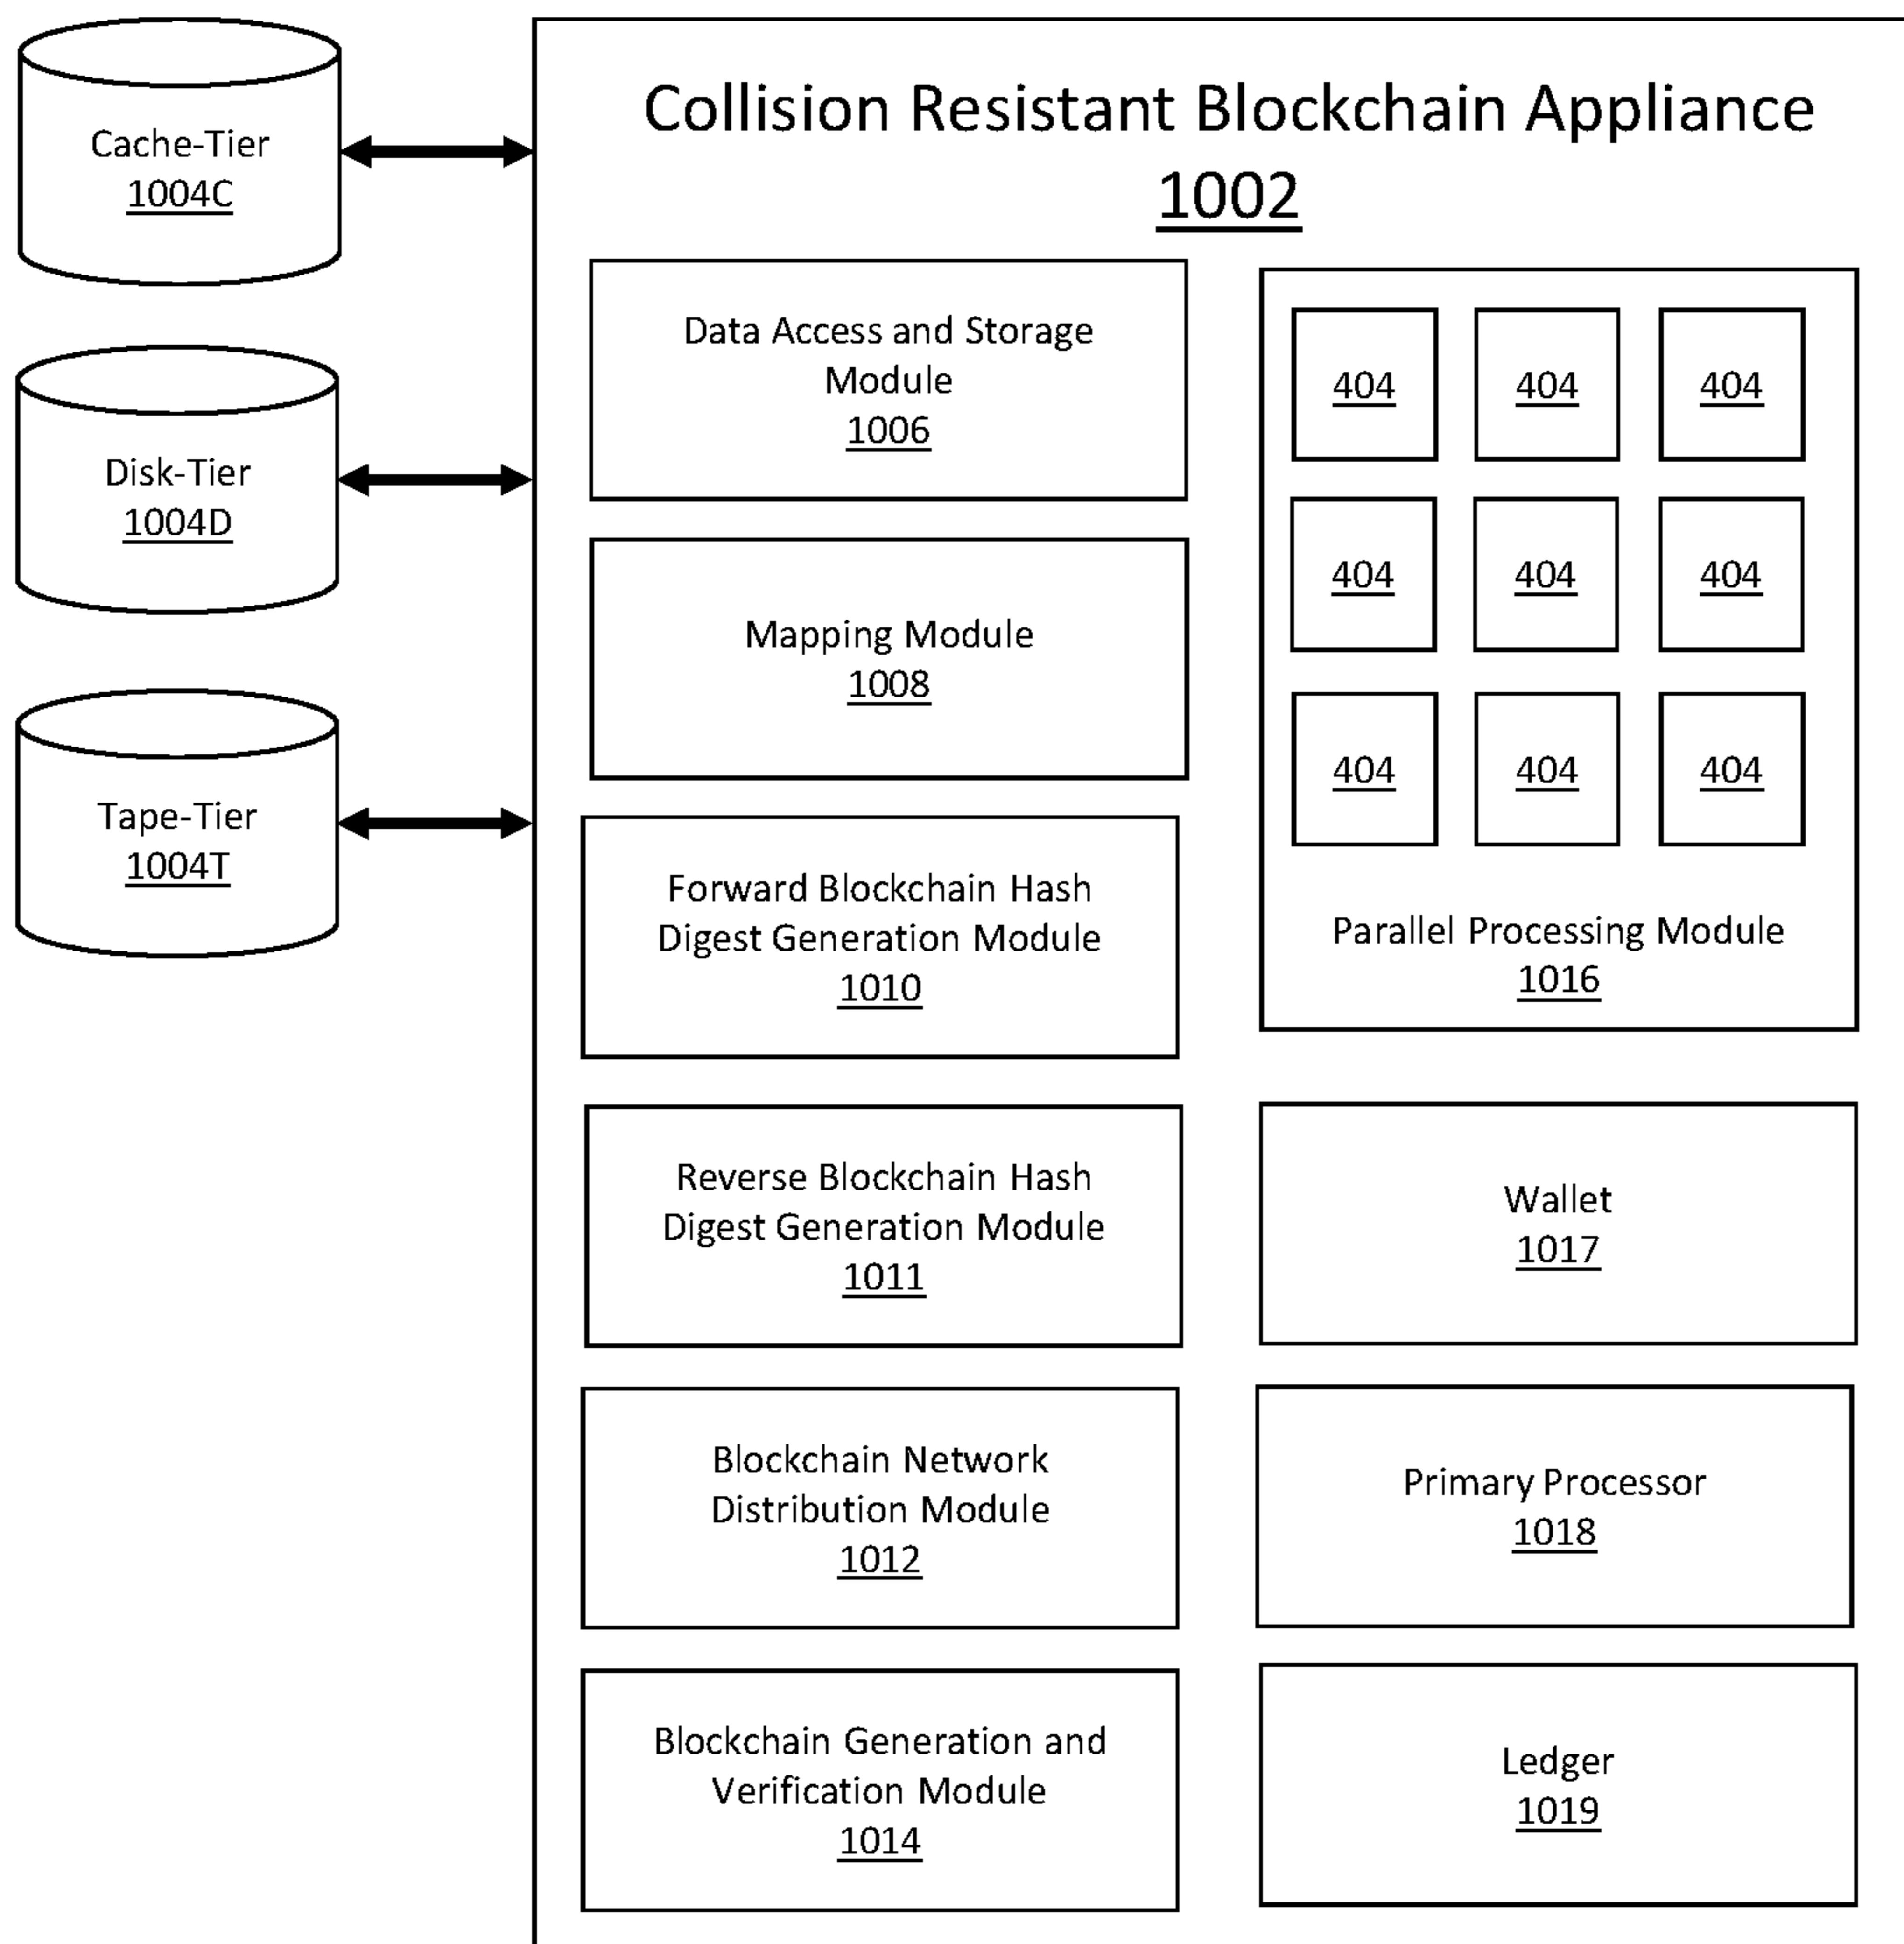 Cache-Tier
1004C
Disk-Tier
1004D
Tape-Tier
1004T
Collision Resistant Blockchain Appliance
1002
Data Access and Storage
Module
1006
Mapping Module
1008
Forward Blockchain Hash
Digest Generation Module
1010
Reverse Blockchain Hash
Digest Generation Module
1011
Blockchain Network
Distribution Module
1012
Blockchain Generation and
Verification Module
1014
404 404 404
404 404 404
404 404 404
Parallel Processing Module
1016
Wallet
1017
Primary Processor
1018
Ledger
1019